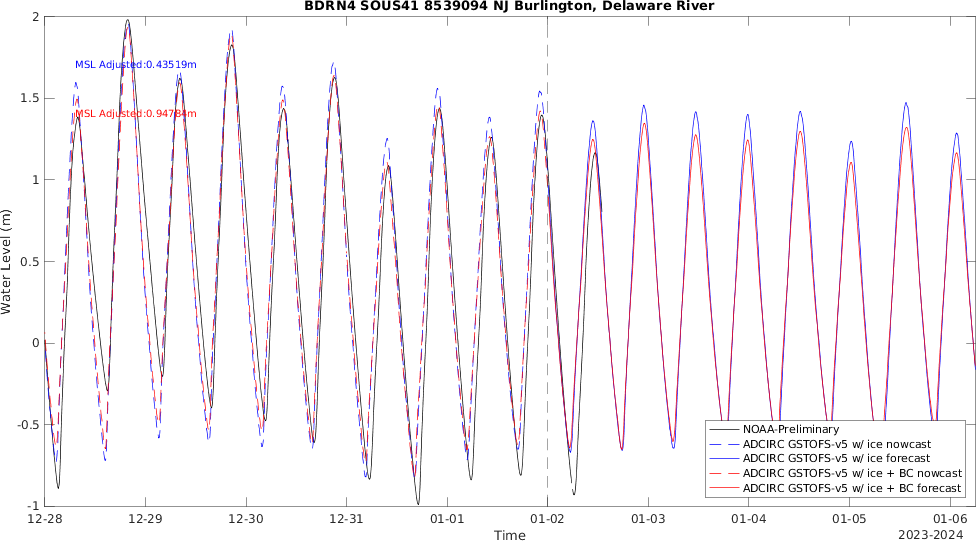 BDRN4 SOUS41 8539094 NJ Burlington, Delaware River
2
MSL Adjusted:0.43519m
1.5
MSL Adjusted:0.94784m
1
0.5
0
-0.5
-1
Water Level (m)
NOAA-Preliminary
ADCIRC GSTOFS-v5 w/ ice nowcast
ADCIRC GSTOFS-v5 w/ ice forecast
ADCIRC GSTOFS-v5 w/ ice + BC nowcast
ADCIRC GSTOFS-v5 w/ ice + BC forecast
12-28 12-29 12-30 12-31 01-01 01-02 01-03 01-04 01-05 01-06
Time
2023-2024